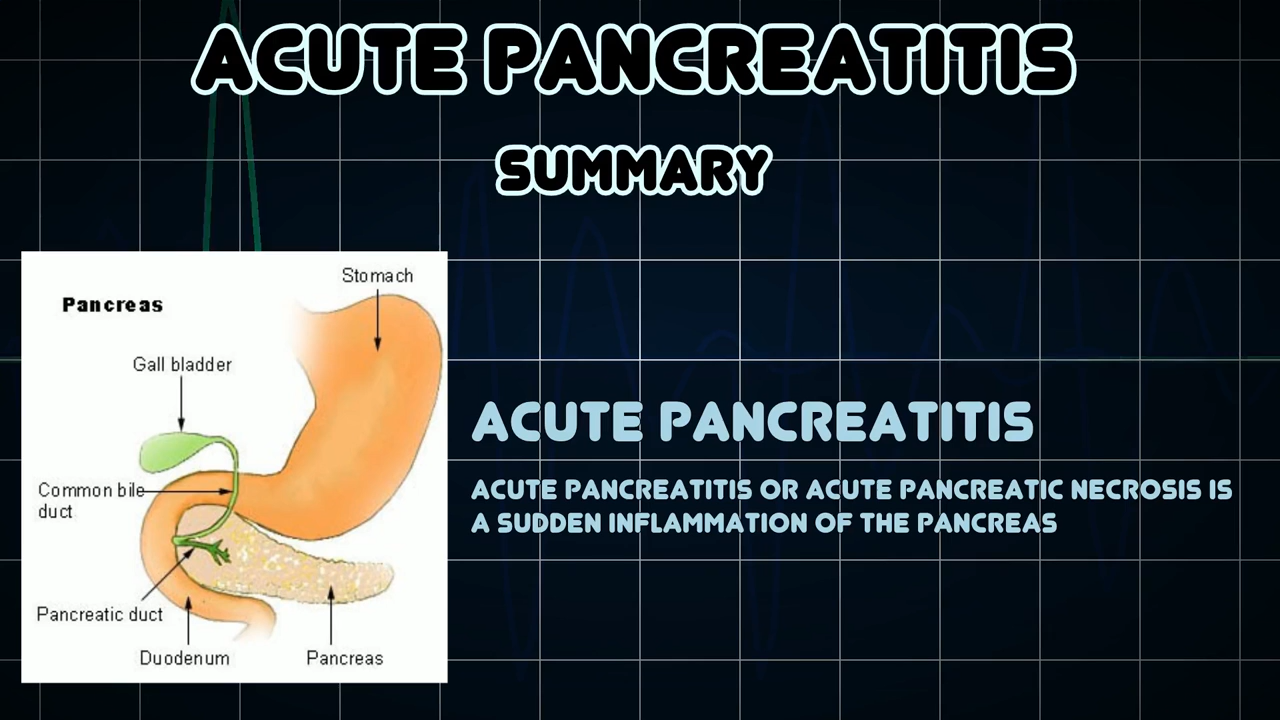 ACUTE PANCREATITIS
SUMMARY
Stomach
Pancreas
Gall bladder
Common bile
duct
Pancreatic duct
Duodenum
Pancreas
ACUTE PANCREATITIS
ACUTE PANCREATITIS OR ACUTE PANCREATIC NECROSIS IS
A SUDDEN INFLAMMATION OF THE PANCREAS